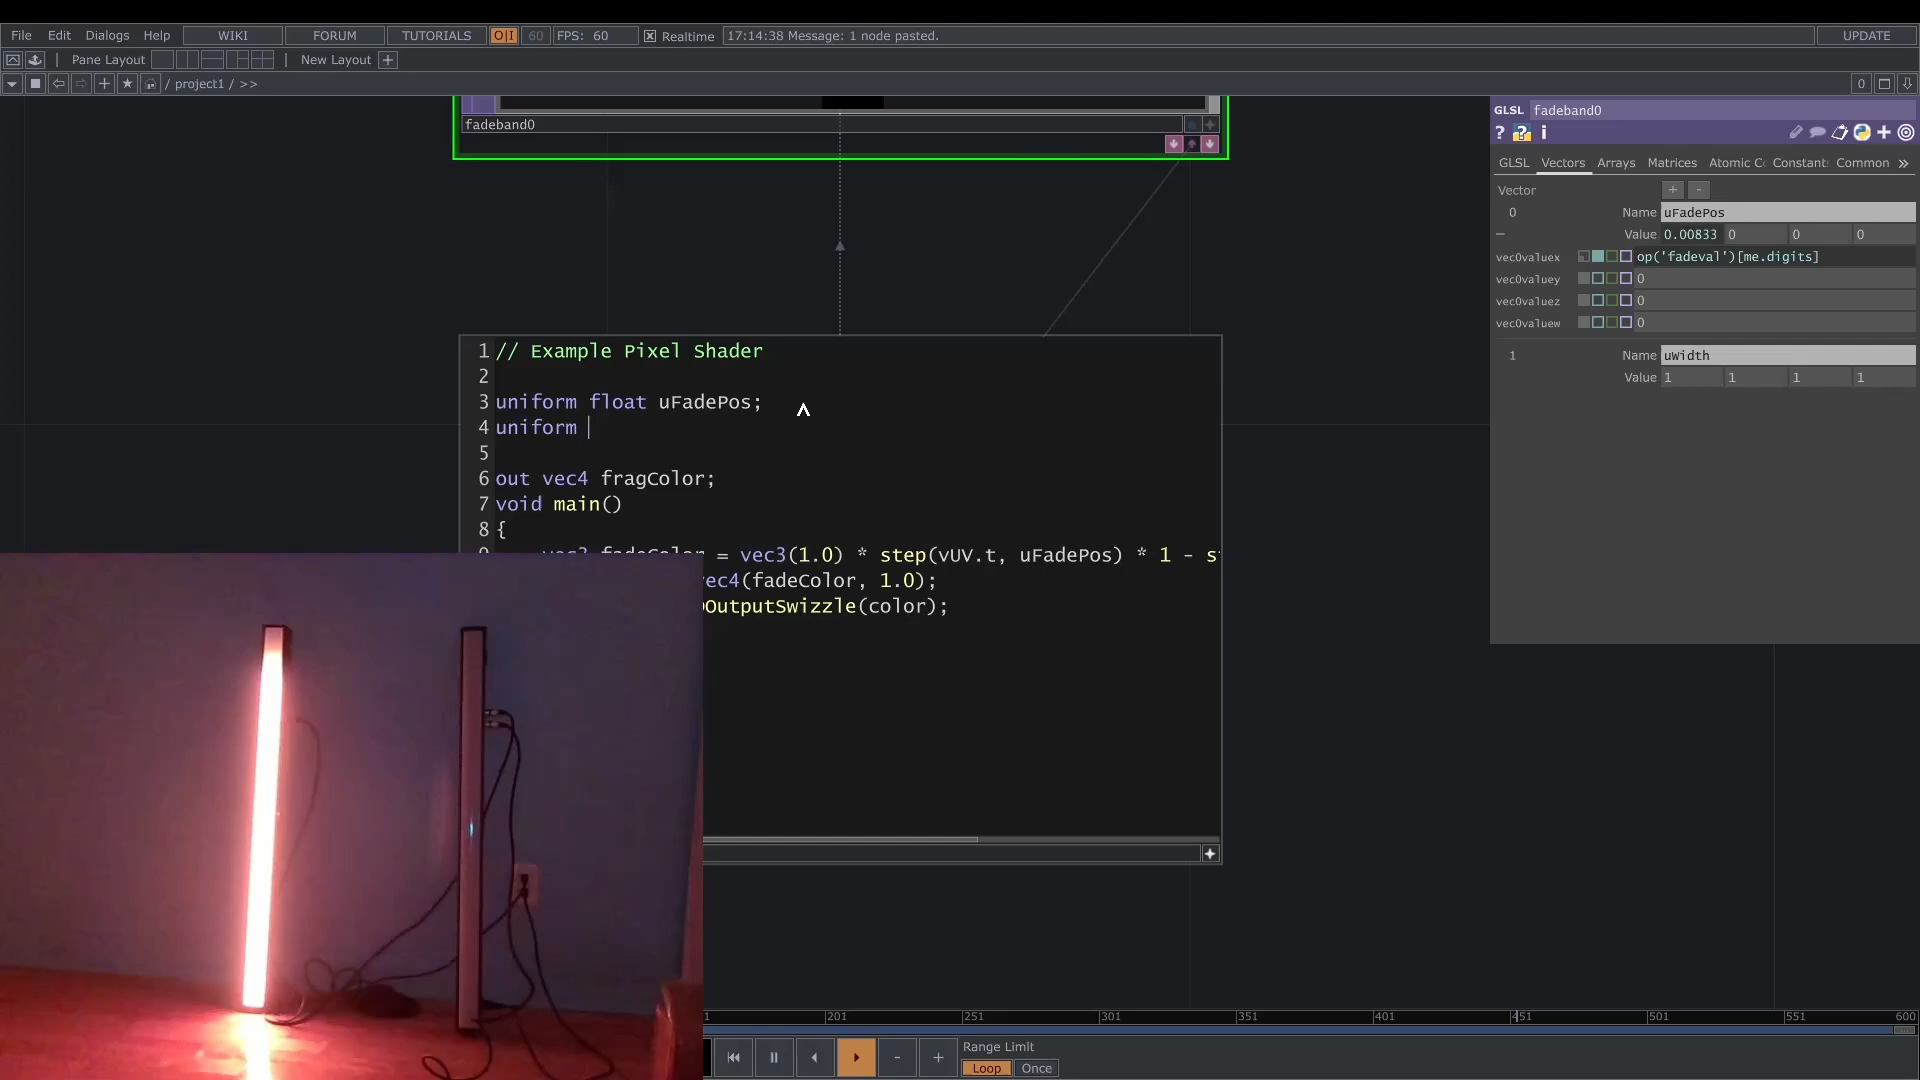 File Edit Dialogs Help WIKI FORUM TUTORIALS O|I 60 FPS: 60 Realtime 17:14:38 Message: 1 node pasted. UPDATE
Pane Layout New Layout +
/ project1 / >> 0
fadeband0
1 // Example Pixel Shader
2
3 uniform float uFadePos;
4 uniform
5
6 out vec4 fragColor;
7 void main()
8 {
= vec3(1.0) * step(vUV.t, uFadePos) * 1 - s
ec4(fadeColor, 1.0);
OutputSwizzle(color);
GLSL fadeband0
? ? i
GLSL Vectors Arrays Matrices Atomic C Constant Common
Vector + -
0 Name uFadePos
Value 0.00833 0 0 0
vec0valuex op('fadeval')[me.digits]
vec0valuey 0
vec0valuez 0
vec0valuew 0
1 Name uWidth
Value 1 1 1 1
1 201 251 301 351 401 451 501 551 600
- + Range Limit
Loop Once